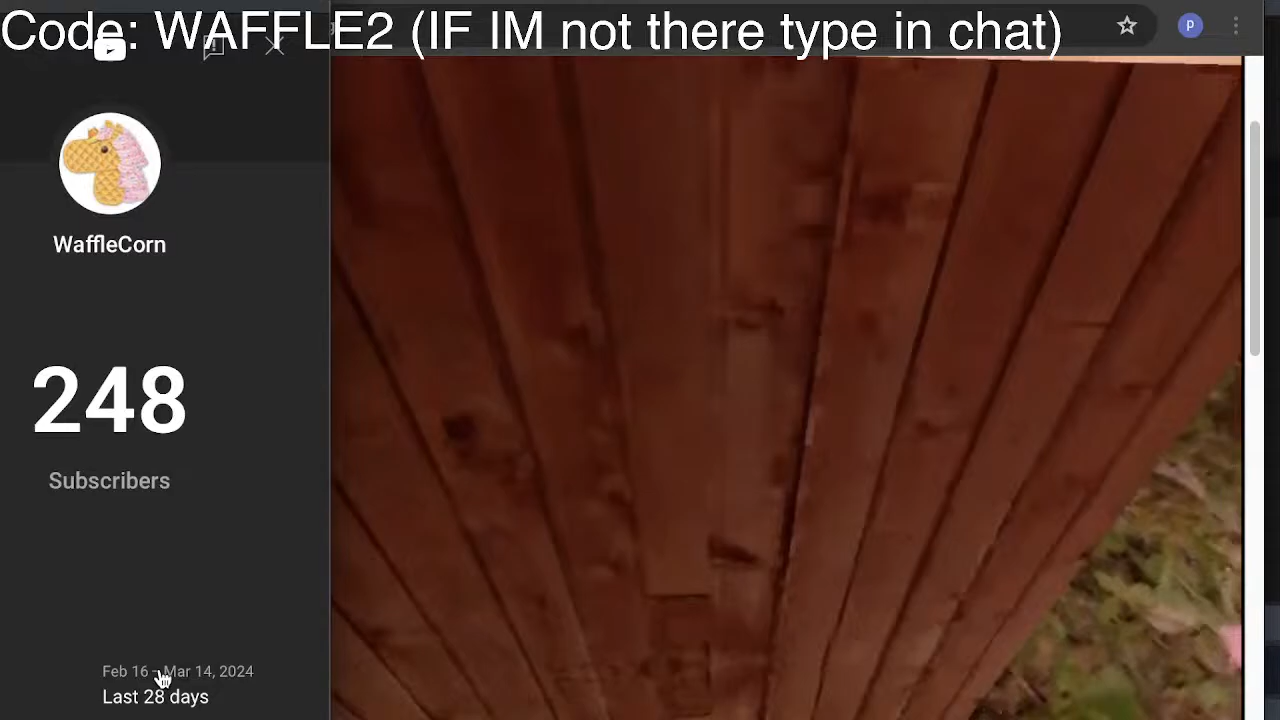 Code: WAFFLE2 (IF IM not there type in chat)
P
WaffleCorn
248
Subscribers
Feb 16 – Mar 14, 2024
Last 28 days